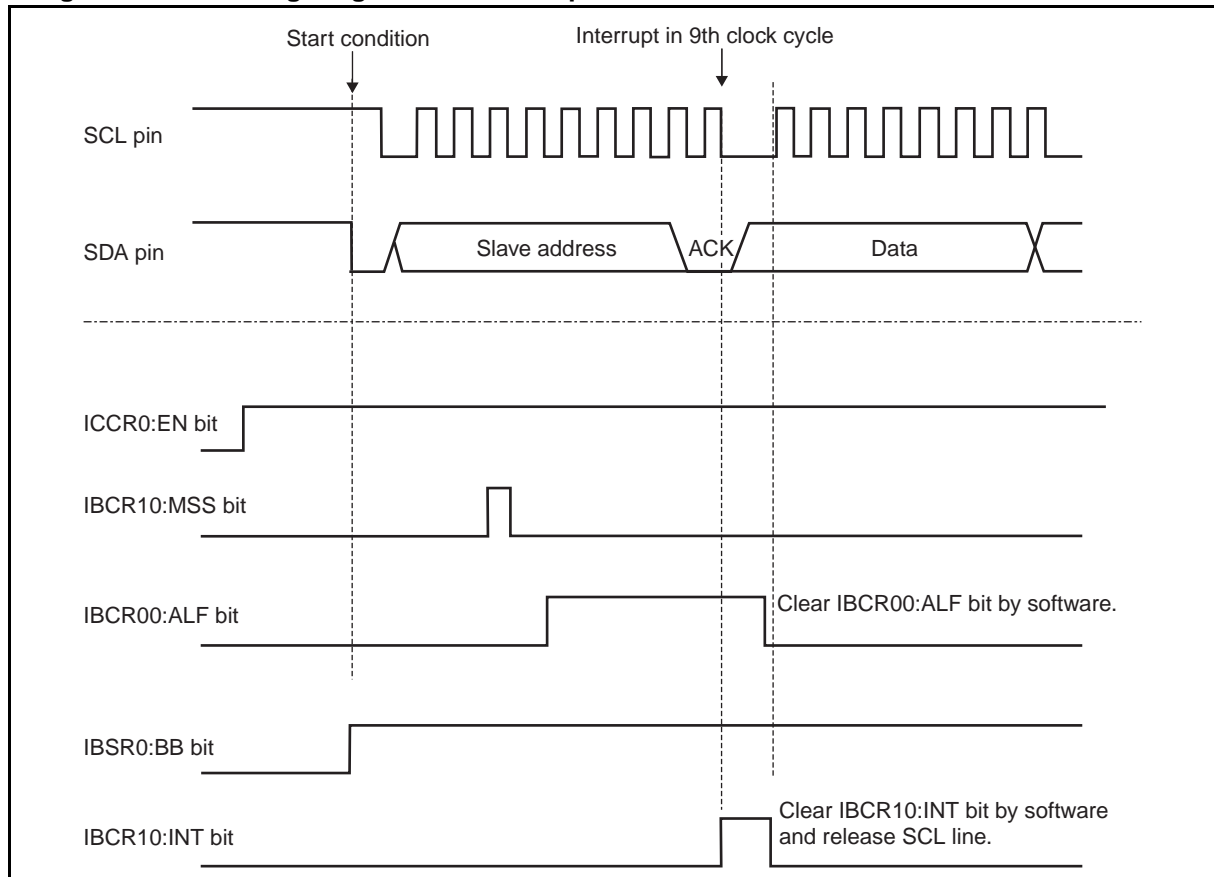 Start condition
Interrupt in 9th clock cycle
SCL pin
SDA pin
Slave address
ACK
Data
ICCR0:EN bit
IBCR10:MSS bit
IBCR00:ALF bit
Clear IBCR00:ALF bit by software.
IBSR0:BB bit
IBCR10:INT bit
Clear IBCR10:INT bit by software
and release SCL line.